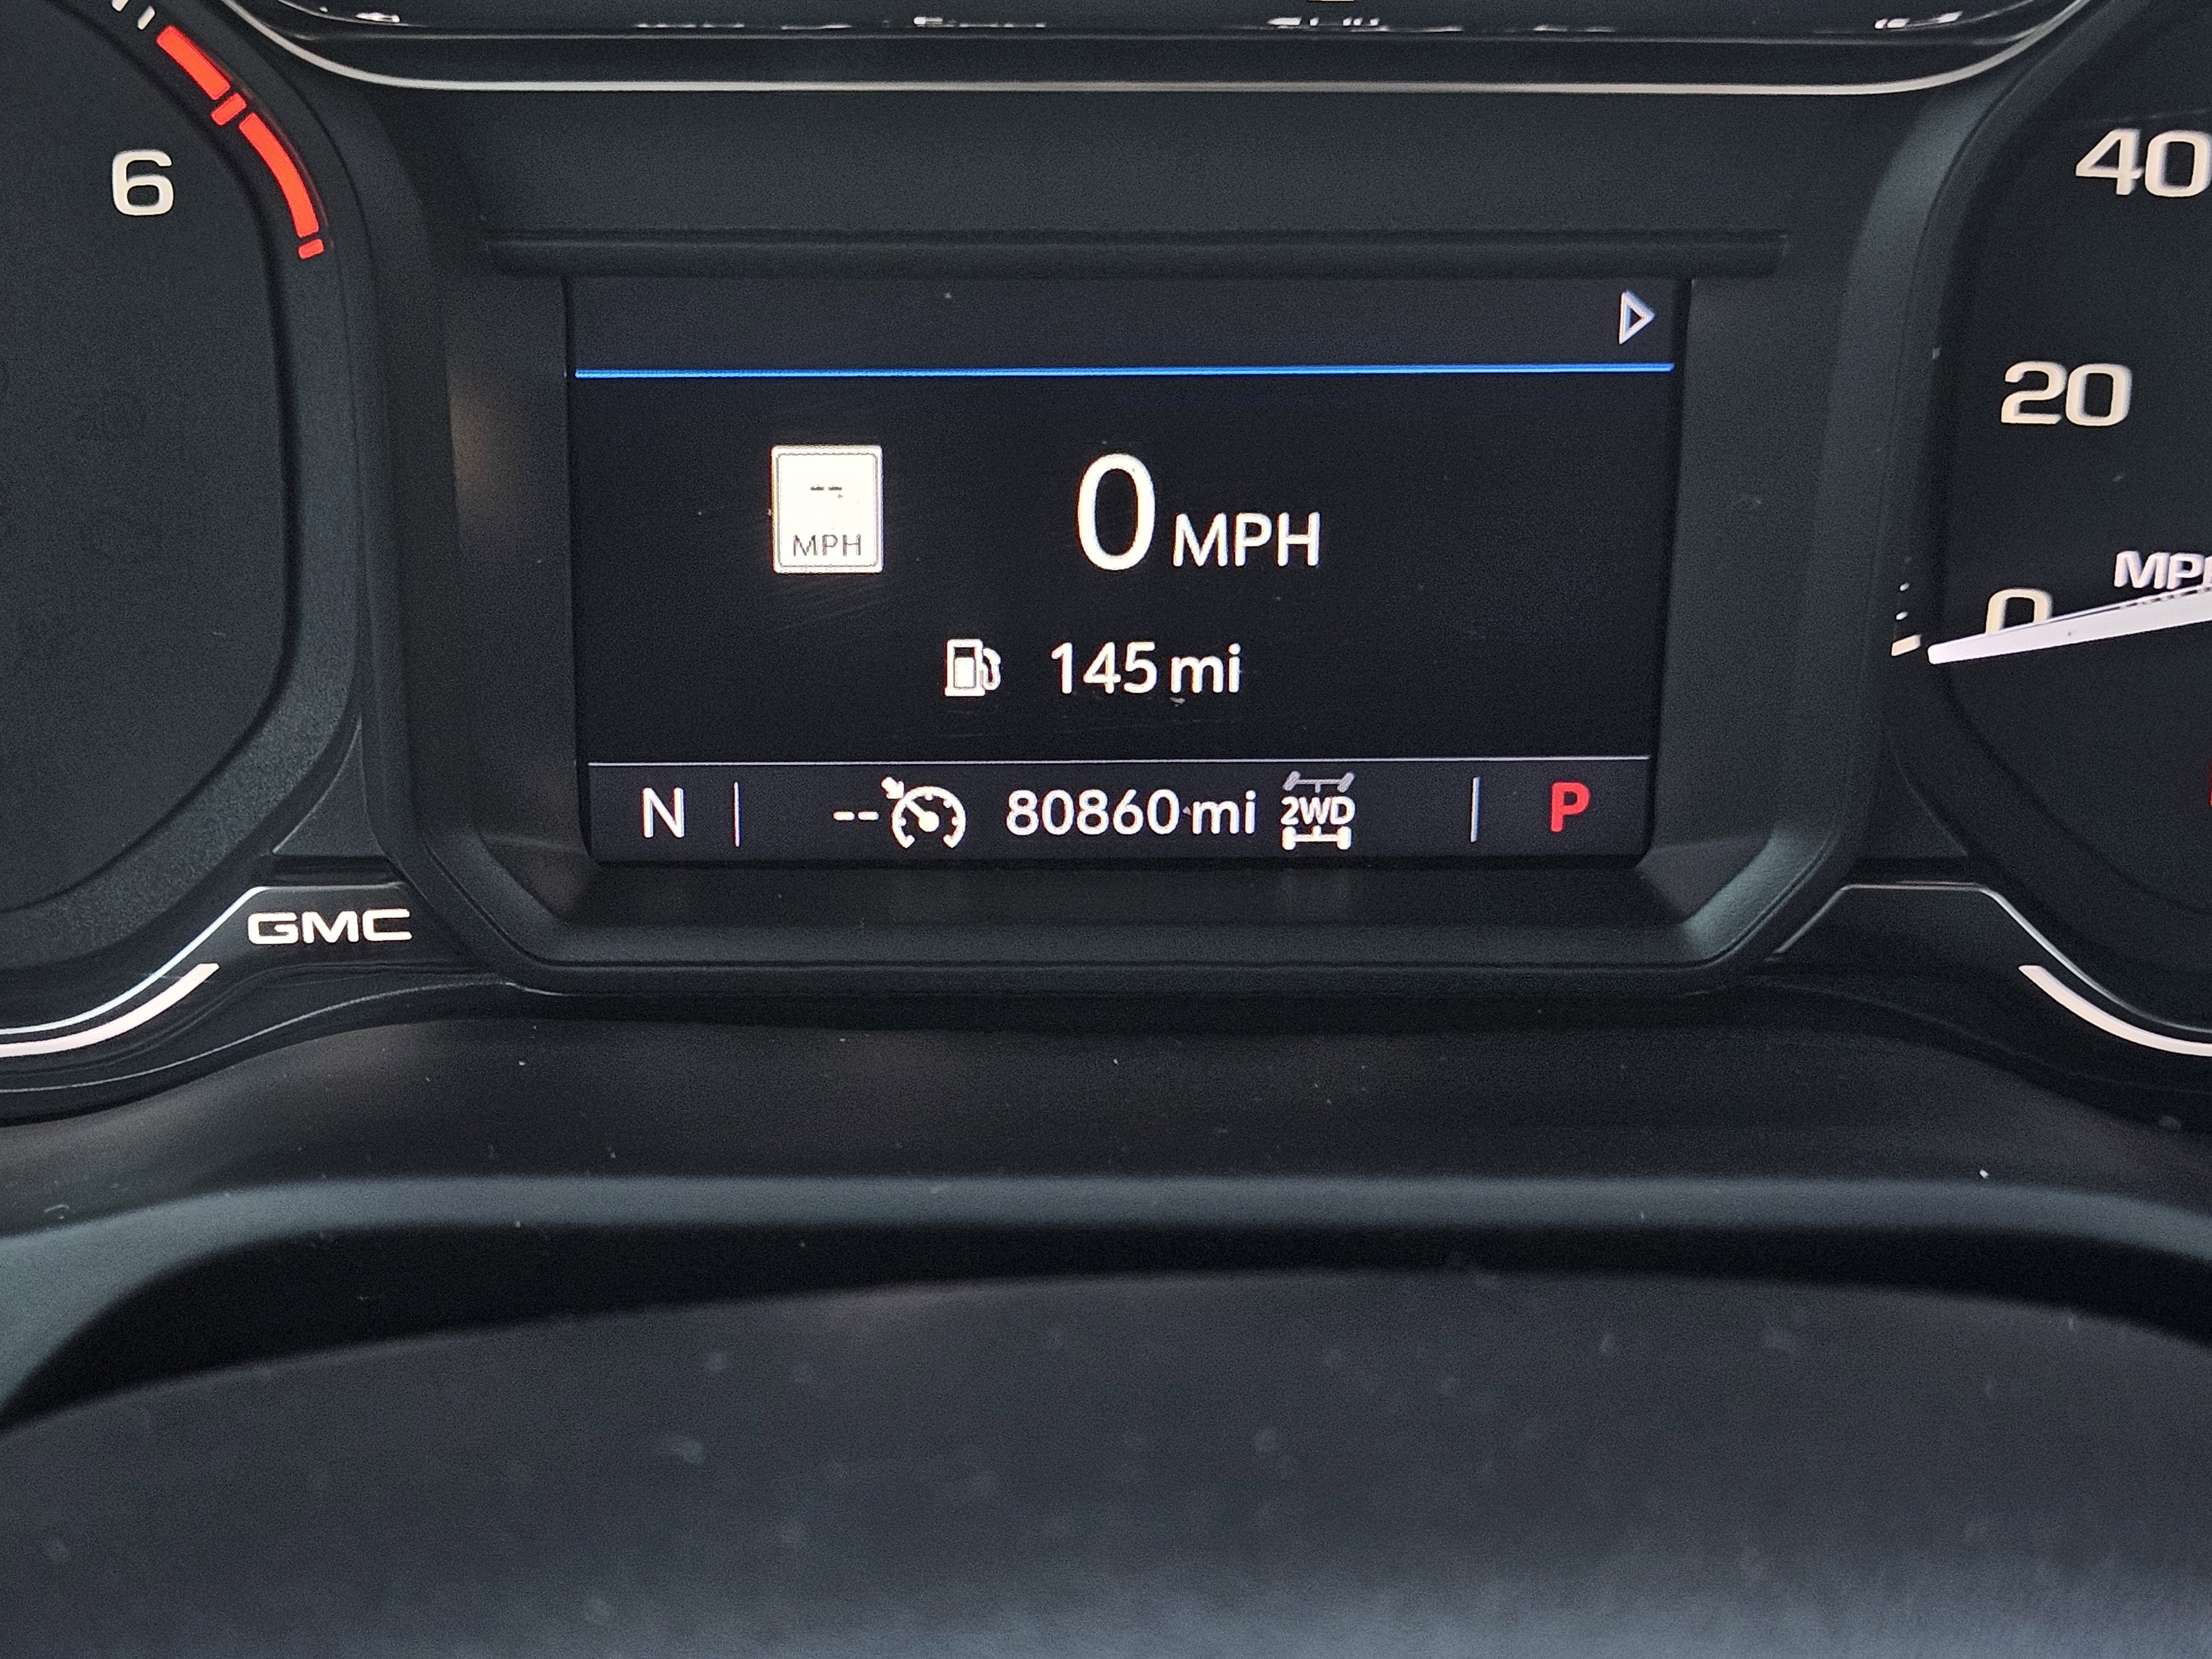 6
40
20
MPH
0
-- MPH
0 MPH
145 mi
N -- 80860 mi 2WD P
GMC